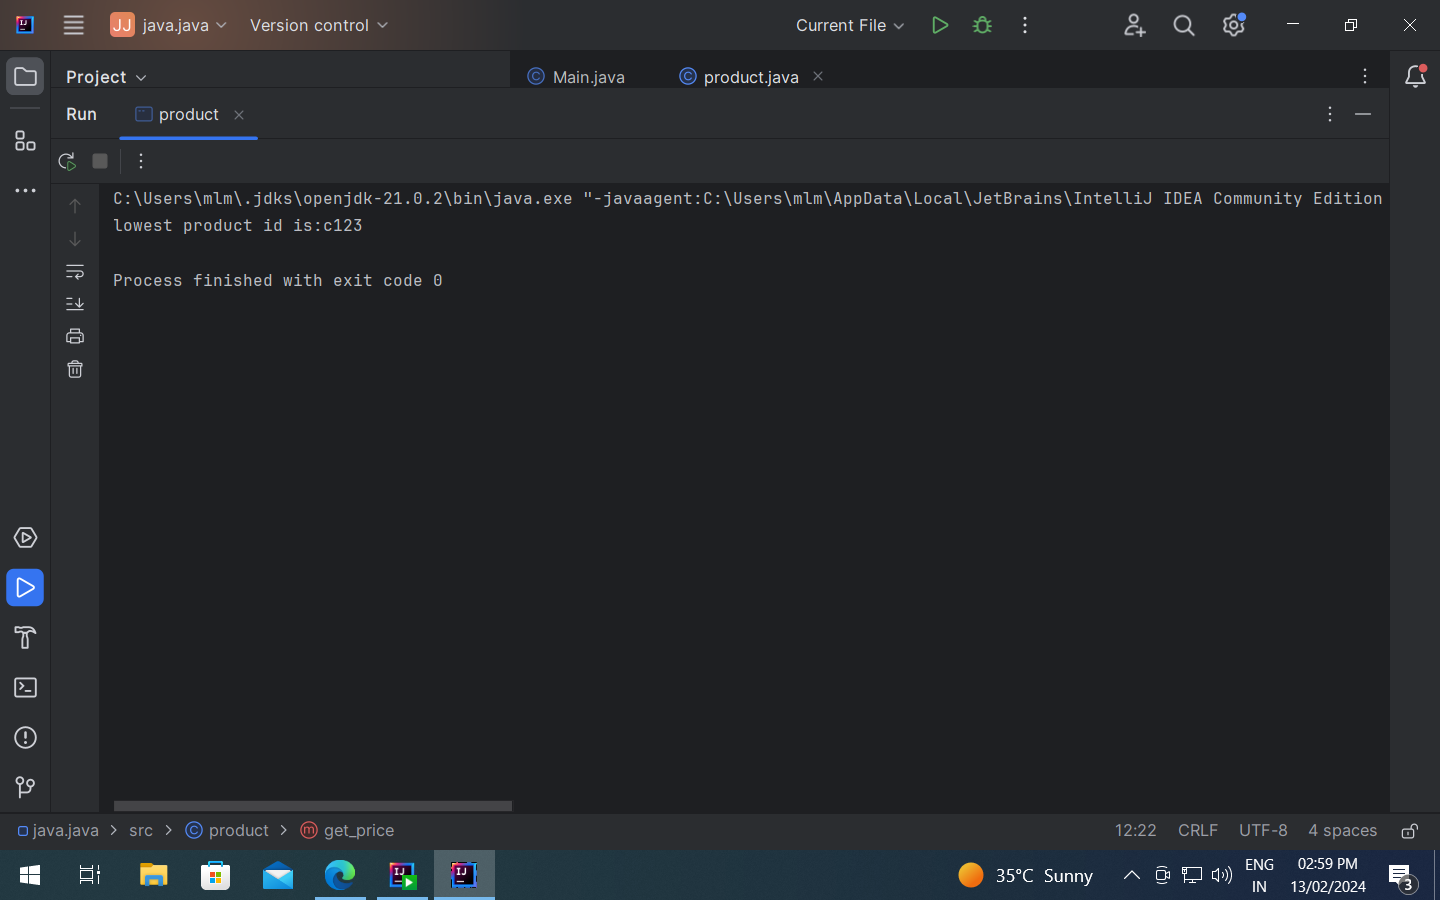 JJ java.java Version control Current File
Project Main.java product.java
Run product
C:\Users\mlm\.jdks\openjdk-21.0.2\bin\java.exe "-javaagent:C:\Users\mlm\AppData\Local\JetBrains\IntelliJ IDEA Community Edition
lowest product id is:c123
Process finished with exit code 0
java.java > src > product > get_price 12:22 CRLF UTF-8 4 spaces
35°C Sunny
ENG
IN
02:59 PM
13/02/2024
3